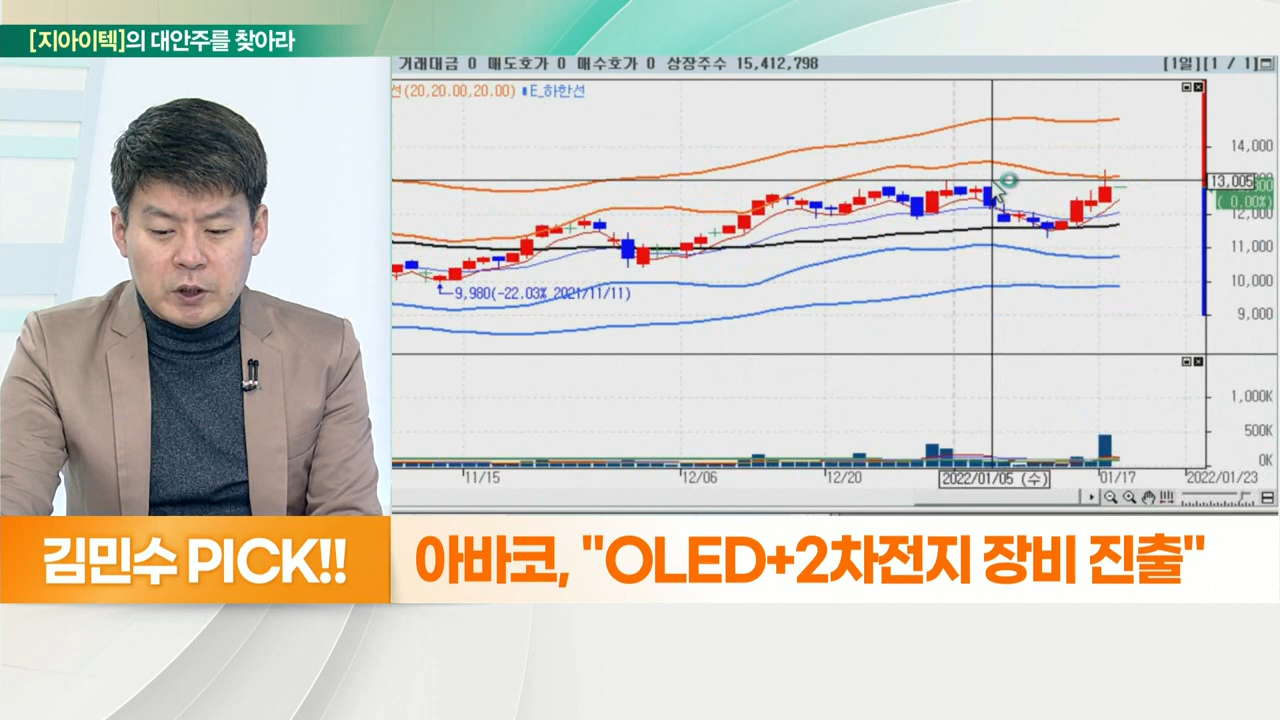 [지아이텍]의 대안주를 찾아라
거래대금 0 매도호가 0 매수호가 0 상장주수 15,412,798 [1일][1 / 1]
선(20,20.00,20.00) E_하한선
14,000
13,005
( 0.00%)
12,000
11,000
10,000
9,980(-22.03% 2021/11/11)
9,000
1,000K
500K
0K
11/15 12/06 12/20 2022/01/05 (수) 01/17 2022/01/23
김민수 PICK!!
아바코, "OLED+2차전지 장비 진출"